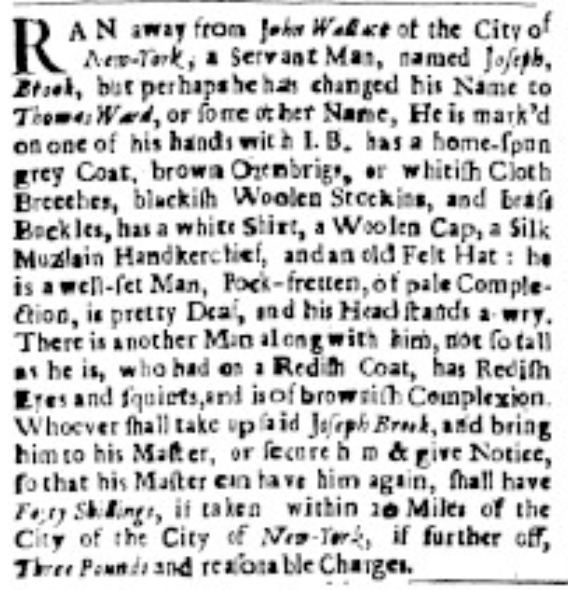 RAN away from John Wallace of the City of
New-York, a Servant Man, named Joſeph,
Brook, but perhaps he has changed his Name to
Thomas Ward, or ſome other Name, He is mark'd
on one of his hands with I. B. has a home-ſpun
grey Coat, brown Ozenbrigs, or whitiſh Cloth
Breeches, blackiſh Woolen Stockins, and braſs
Buckles, has a white Shirt, a Woolen Cap, a Silk
Muzlain Handkerchief, and an old Felt Hat : he
is a well-ſet Man, Pock-fretten, of pale Comple-
ction, is pretty Deaf, and his Head ſtands a-wry.
There is another Man along with him, not ſo tall
as he is, who had on a Rediſh Coat, has Rediſh
Eyes and ſquints, and is of browniſh Complexion.
Whoever ſhall take up ſaid Joſeph Brook, and bring
him to his Maſter, or ſecure him & give Notice,
ſo that his Maſter can have him again, ſhall have
Forty Shillings, if taken within 20 Miles of the
City of the City of New-York, if further off,
Three Pounds and reaſonable Charges.